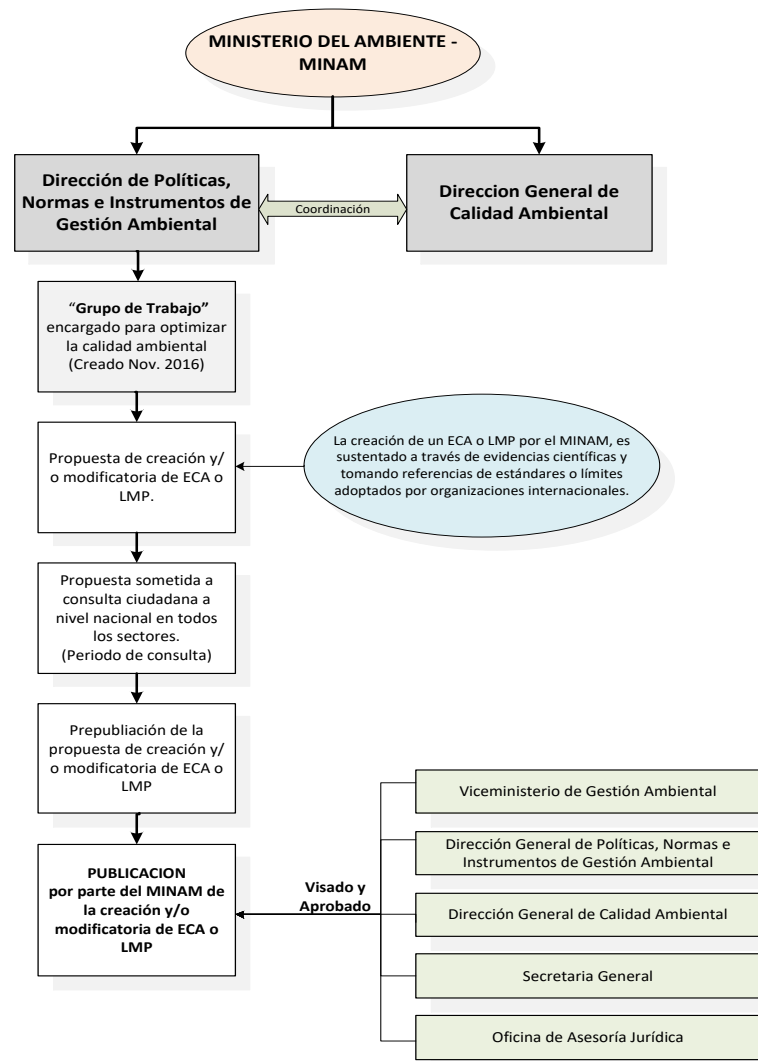 MINISTERIO DEL AMBIENTE -
MINAM
Dirección de Políticas,
Normas e Instrumentos de
Gestión Ambiental
Coordinación
Direccion General de
Calidad Ambiental
“Grupo de Trabajo”
encargado para optimizar
la calidad ambiental
(Creado Nov. 2016)
Propuesta de creación y/
o modificatoria de ECA o
LMP.
La creación de un ECA o LMP por el MINAM, es
sustentado a través de evidencias científicas y
tomando referencias de estándares o límites
adoptados por organizaciones internacionales.
Propuesta sometida a
consulta ciudadana a
nivel nacional en todos
los sectores.
(Periodo de consulta)
Prepubliación de la
propuesta de creación y/
o modificatoria de ECA o
LMP
PUBLICACION
por parte del MINAM de
la creación y/o
modificatoria de ECA o
LMP
Visado y
Aprobado
Viceministerio de Gestión Ambiental
Dirección General de Políticas, Normas e
Instrumentos de Gestión Ambiental
Dirección General de Calidad Ambiental
Secretaria General
Oficina de Asesoría Jurídica